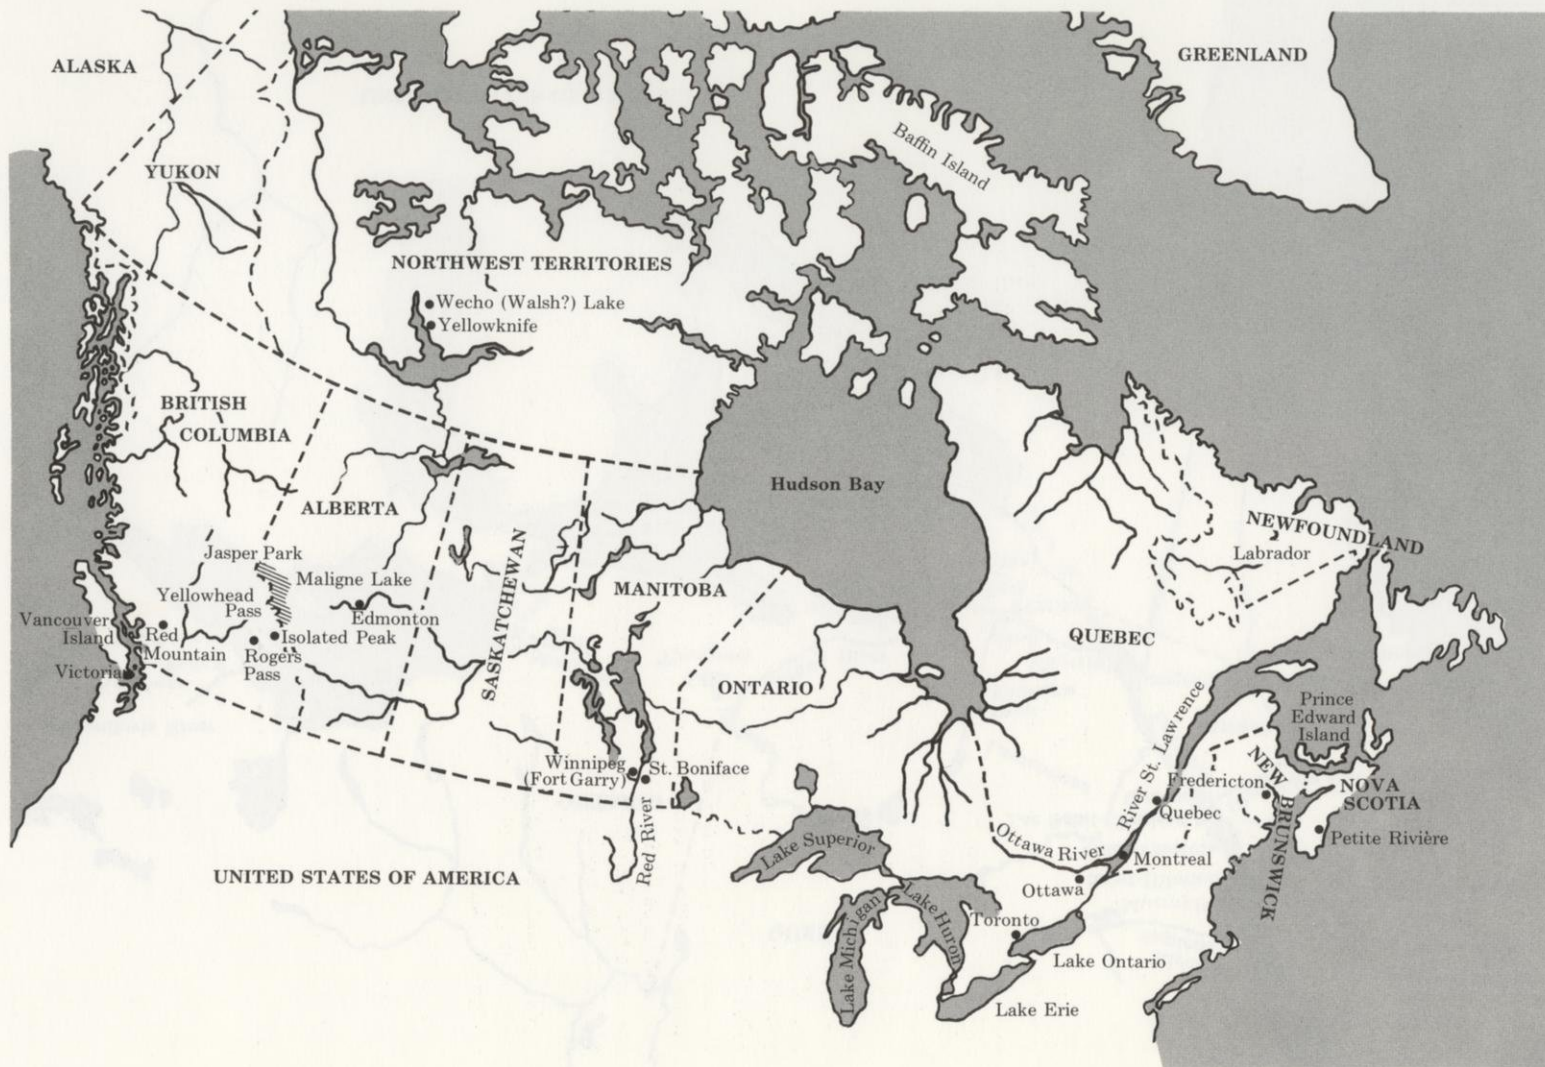 GREENLAND
ALASKA
Baffin Island
YUKON
NORTHWEST TERRITORIES
Wecho (Walsh?) Lake
Yellowknife
BRITISH
COLUMBIA
Hudson Bay
ALBERTA
NEWFOUNDLAND
Labrador
Jasper Park
Maligne Lake
SASKATCHEWAN
MANITOBA
Yellowhead
Pass
Edmonton
Vancouver
Island
Red
Mountain
Isolated Peak
Rogers
Pass
QUEBEC
Victoria
ONTARIO
River St. Lawrence
Prince
Edward
Island
Winnipeg
(Fort Garry)
St. Boniface
Red River
NEW
BRUNSWICK
Fredericton
NOVA
SCOTIA
Quebec
Petite Rivière
Lake Superior
Ottawa River
Montreal
UNITED STATES OF AMERICA
Ottawa
Lake Michigan
Lake Huron
Toronto
Lake Ontario
Lake Erie